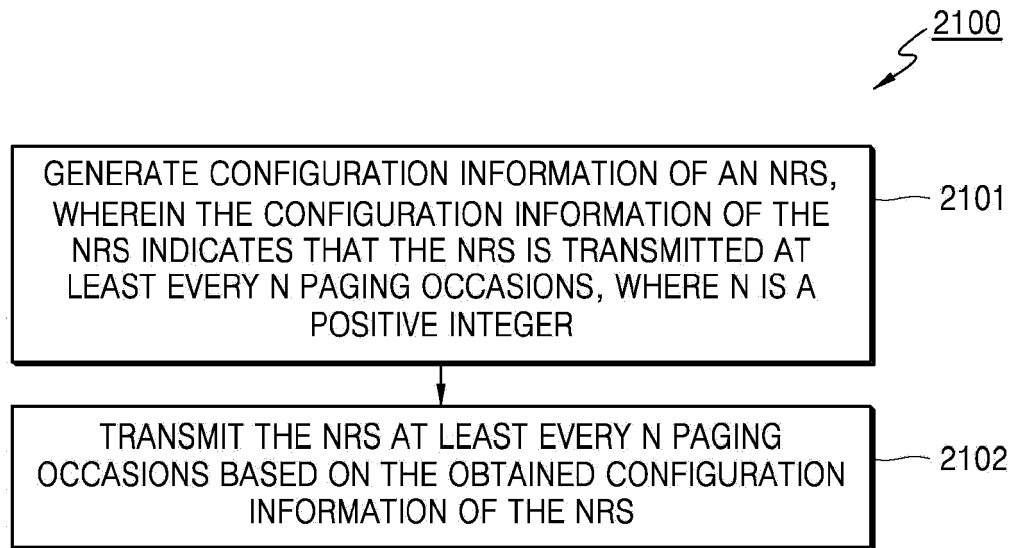 2100
GENERATE CONFIGURATION INFORMATION OF AN NRS,
WHEREIN THE CONFIGURATION INFORMATION OF THE
NRS INDICATES THAT THE NRS IS TRANSMITTED AT
LEAST EVERY N PAGING OCCASIONS, WHERE N IS A
POSITIVE INTEGER
2101
TRANSMIT THE NRS AT LEAST EVERY N PAGING
OCCASIONS BASED ON THE OBTAINED CONFIGURATION
INFORMATION OF THE NRS
2102